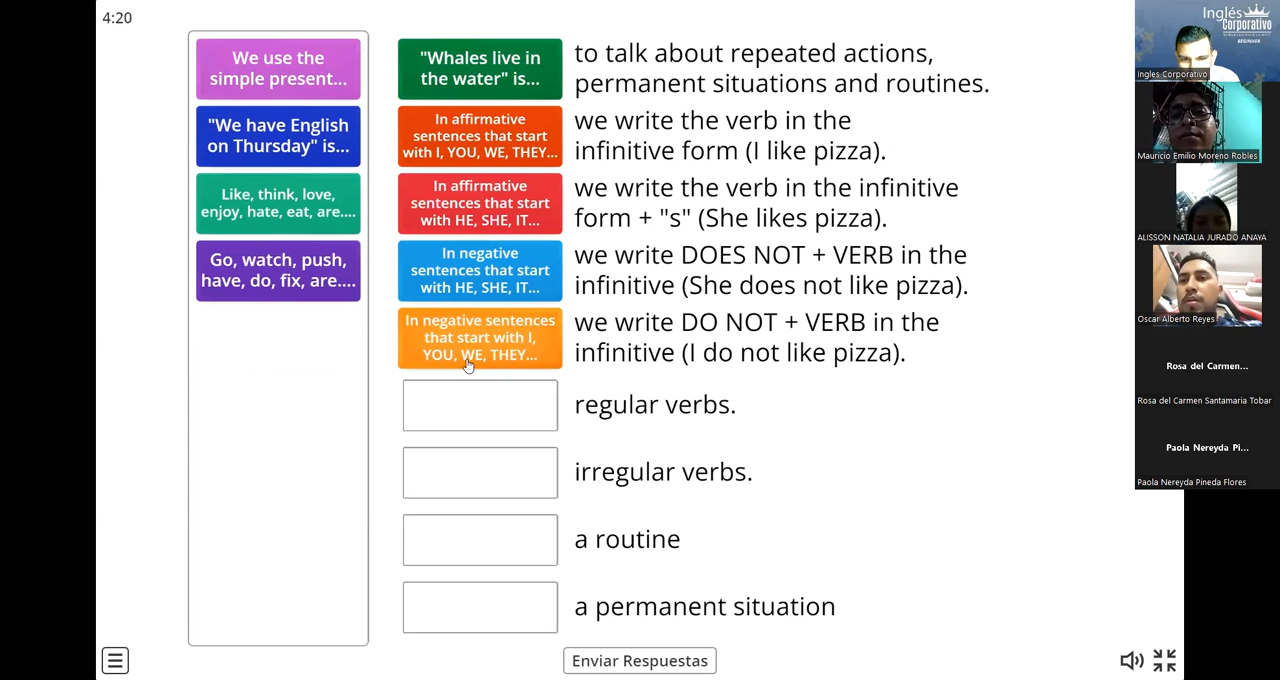 4:20
We use the
simple present...
"We have English
on Thursday" is...
Like, think, love,
enjoy, hate, eat, are....
Go, watch, push,
have, do, fix, are....
"Whales live in
the water" is...
to talk about repeated actions,
permanent situations and routines.
In affirmative
sentences that start
with I, YOU, WE, THEY...
we write the verb in the
infinitive form (I like pizza).
In affirmative
sentences that start
with HE, SHE, IT...
we write the verb in the infinitive
form + "s" (She likes pizza).
In negative
sentences that start
with HE, SHE, IT...
we write DOES NOT + VERB in the
infinitive (She does not like pizza).
In negative sentences
that start with I,
YOU, WE, THEY...
we write DO NOT + VERB in the
infinitive (I do not like pizza).
regular verbs.
irregular verbs.
a routine
a permanent situation
Enviar Respuestas
Inglés
Corporativo
BEGINNER
Ingles Corporativo
Mauricio Emilio Moreno Robles
ALISSON NATALIA JURADO ANAYA
Oscar Alberto Reyes
Rosa del Carmen...
Rosa del Carmen Santamaria Tobar
Paola Nereyda Pi...
Paola Nereyda Pineda Flores